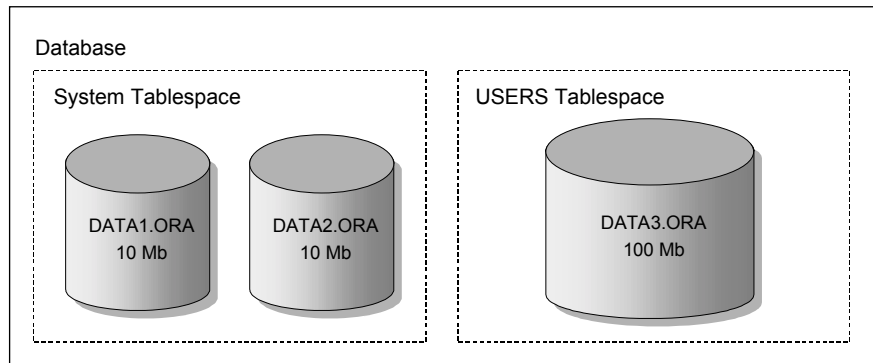 Database
System Tablespace
DATA1.ORA
10 Mb
DATA2.ORA
10 Mb
USERS Tablespace
DATA3.ORA
100 Mb